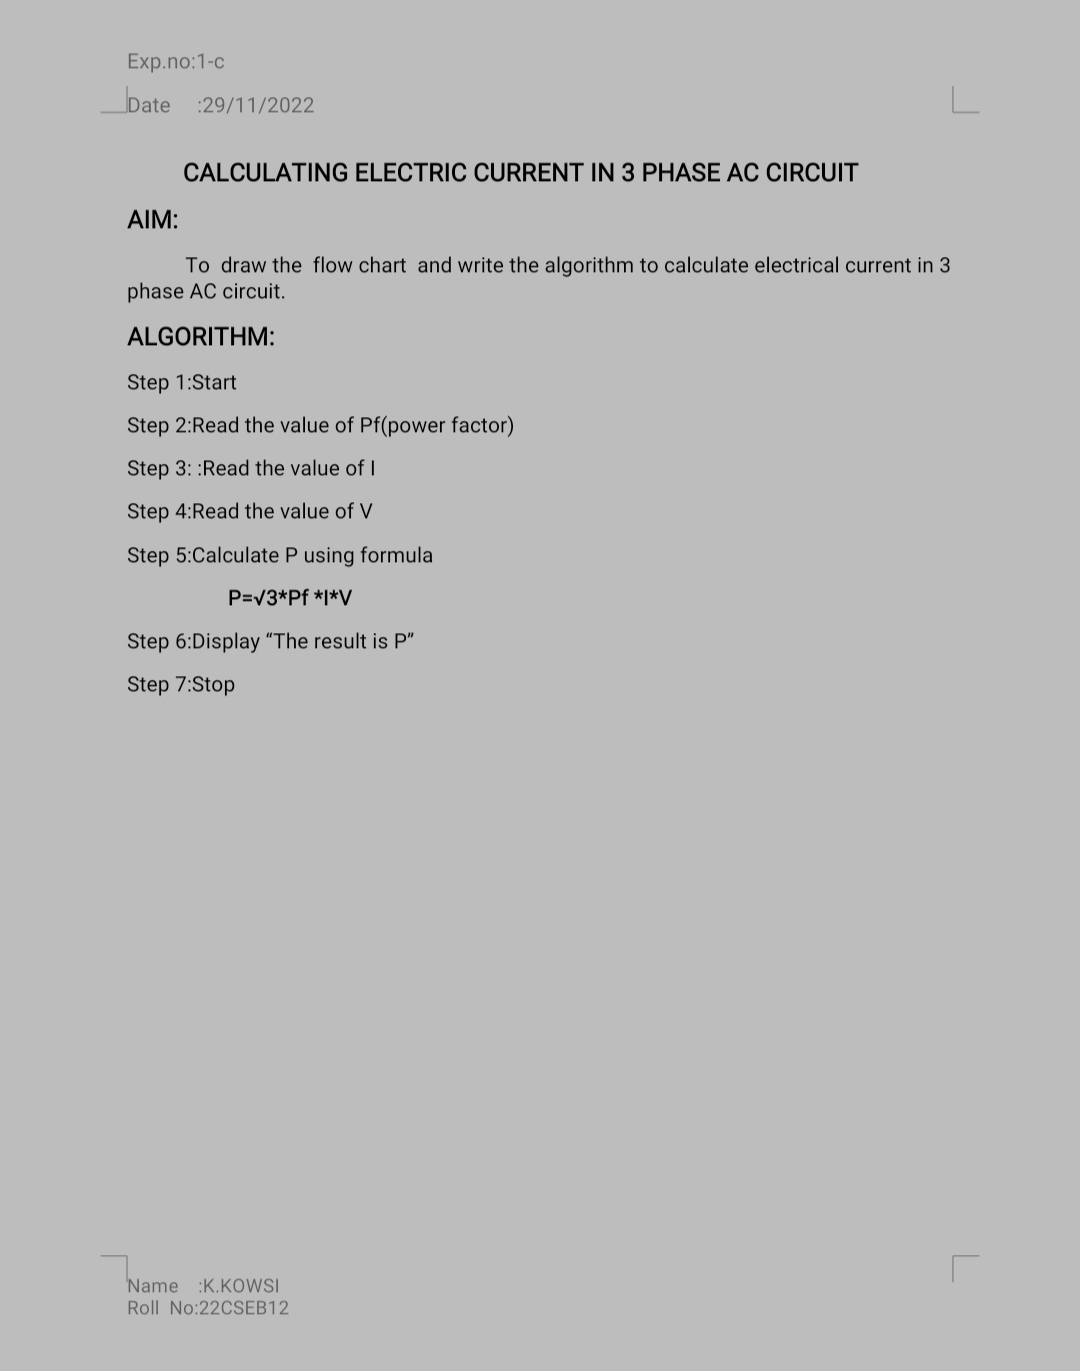 Exp.no:1-c
Date :29/11/2022
CALCULATING ELECTRIC CURRENT IN 3 PHASE AC CIRCUIT
AIM:
To draw the flow chart and write the algorithm to calculate electrical current in 3
phase AC circuit.
ALGORITHM:
Step 1:Start
Step 2:Read the value of Pf(power factor)
Step 3: :Read the value of I
Step 4:Read the value of V
Step 5:Calculate P using formula
P=√3*Pf *I*V
Step 6:Display “The result is P”
Step 7:Stop
Name :K.KOWSI
Roll No:22CSEB12